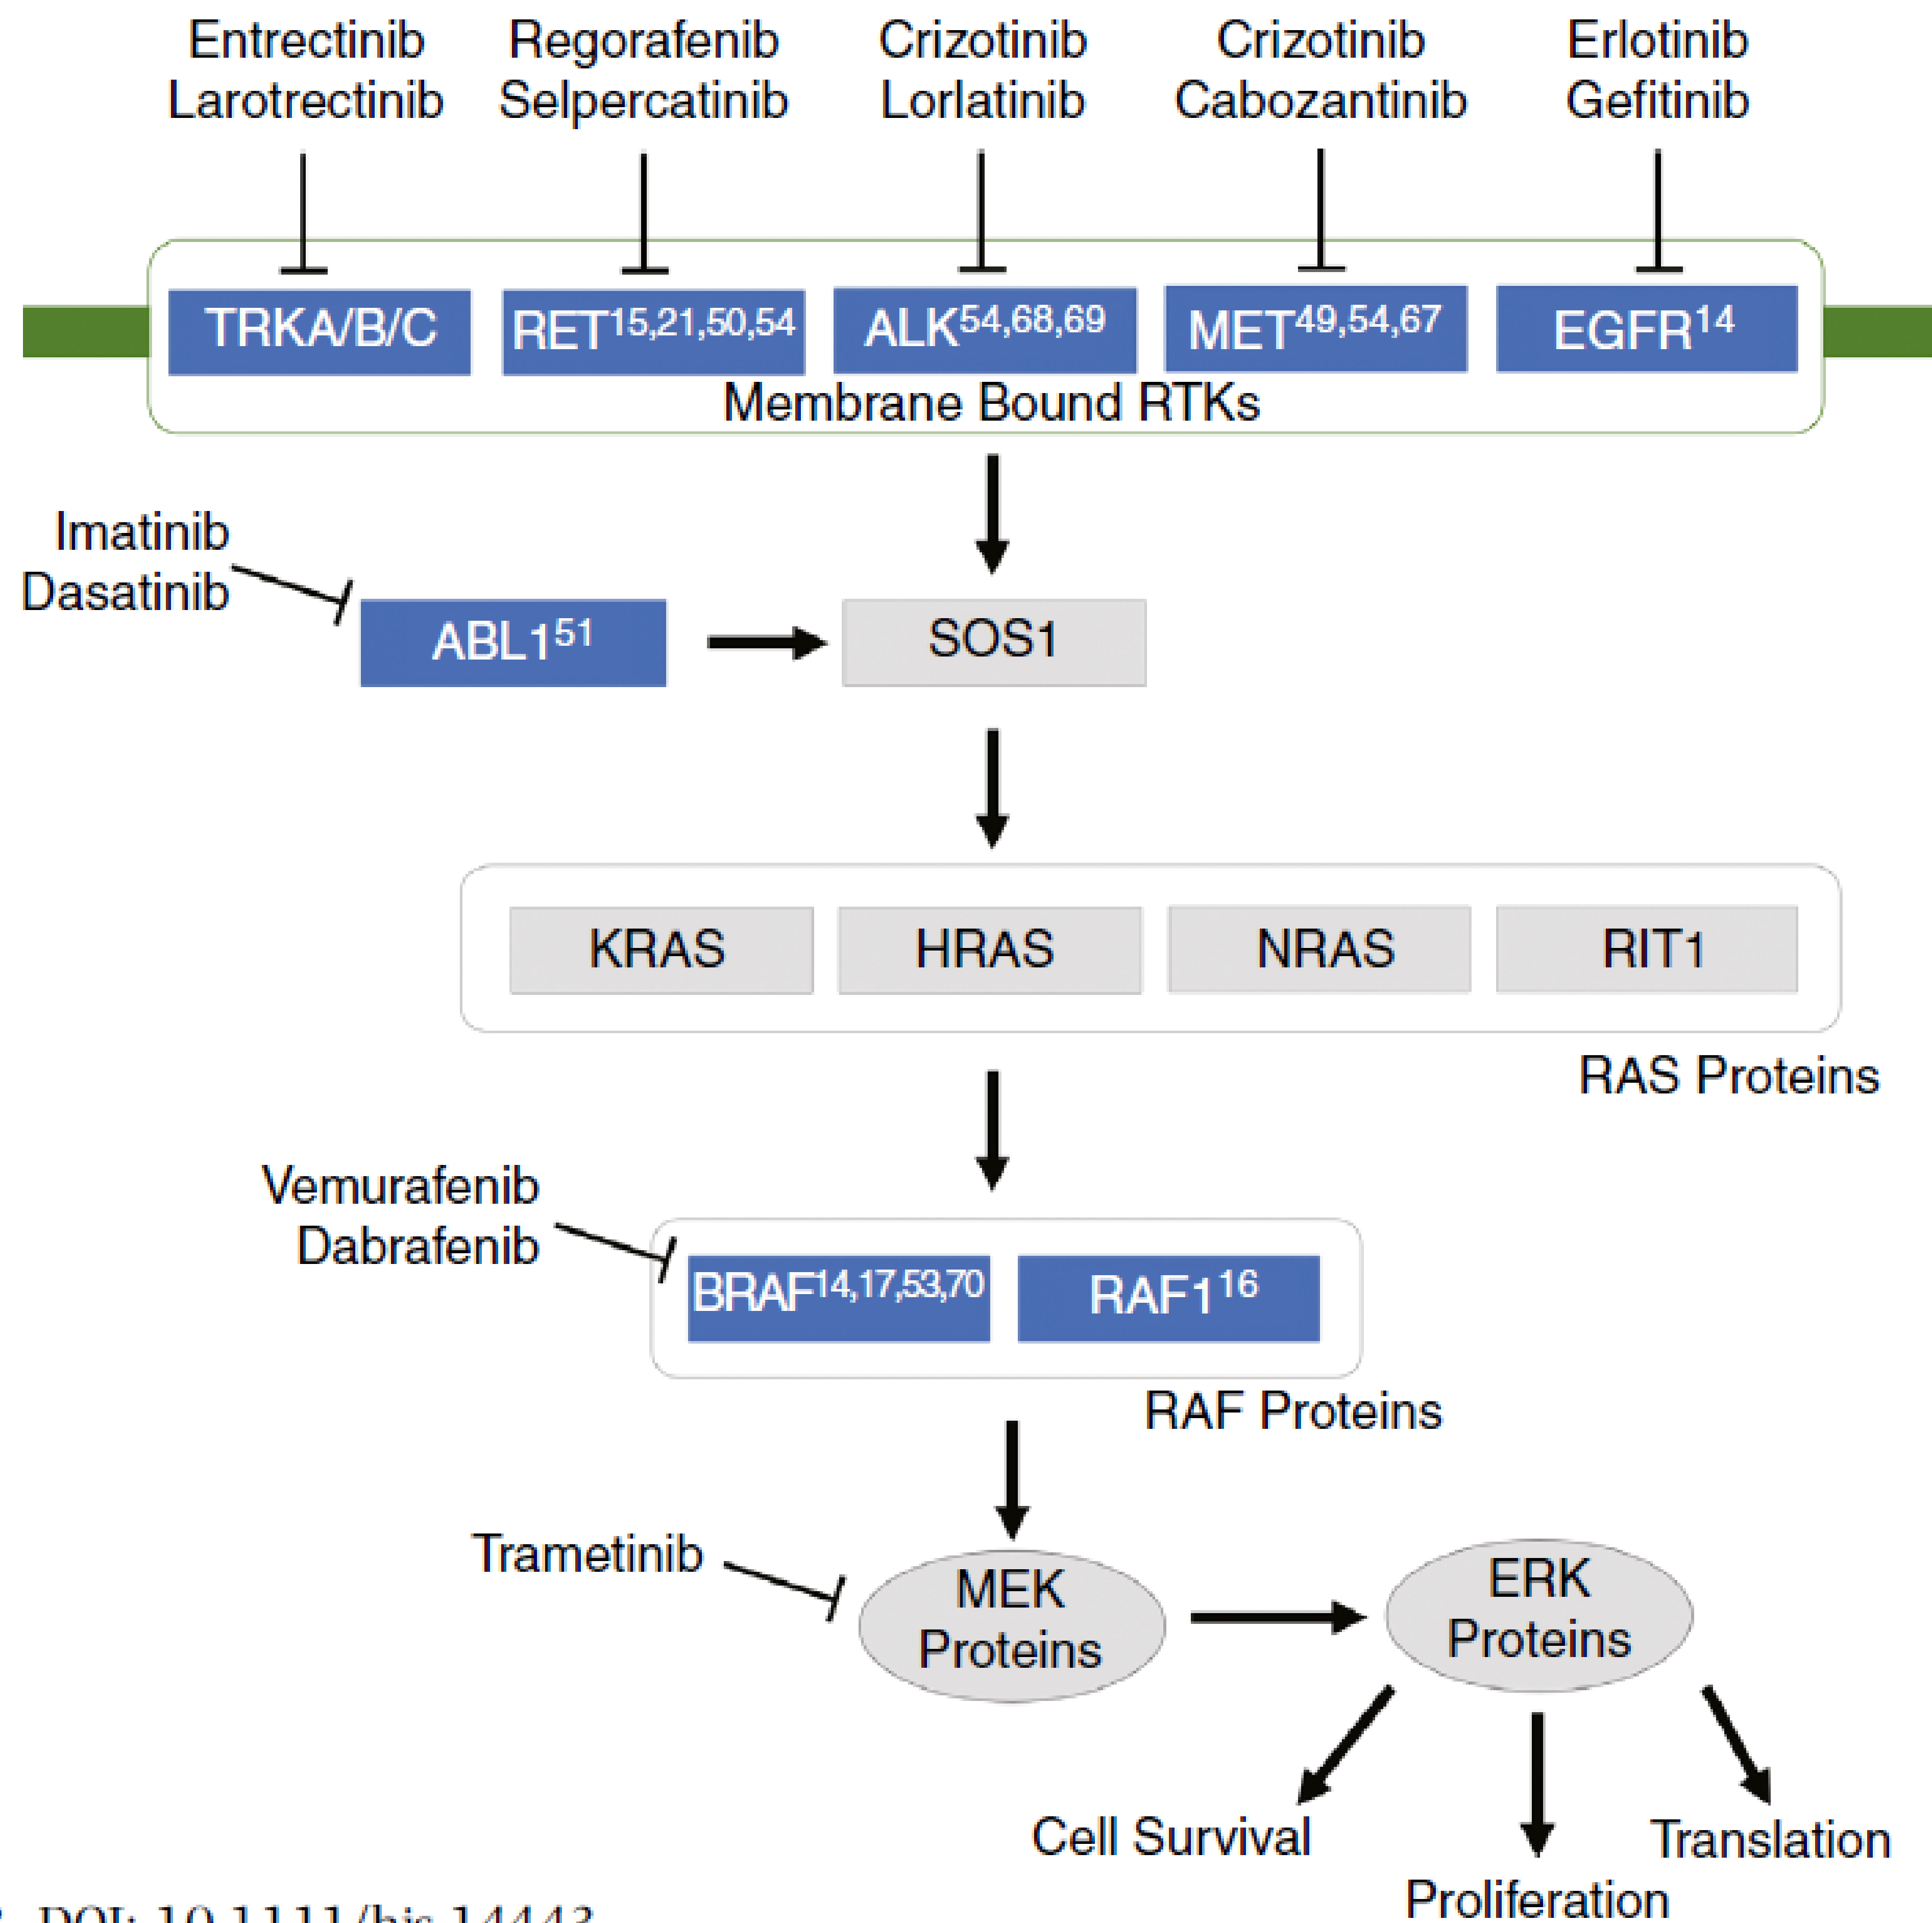 Entrectinib
Larotrectinib
Regorafenib
Selpercatinib
Crizotinib
Lorlatinib
Crizotinib
Cabozantinib
Erlotinib
Gefitinib
TRKA/B/C
RET15,21,50,54
ALK54,68,69
MET49,54,67
EGFR14
Membrane Bound RTKs
Imatinib
Dasatinib
ABL151
SOS1
KRAS
HRAS
NRAS
RIT1
RAS Proteins
Vemurafenib
Dabrafenib
BRAF14,17,53,70
RAF116
RAF Proteins
Trametinib
MEK
Proteins
ERK
Proteins
Cell Survival
Translation
Proliferation